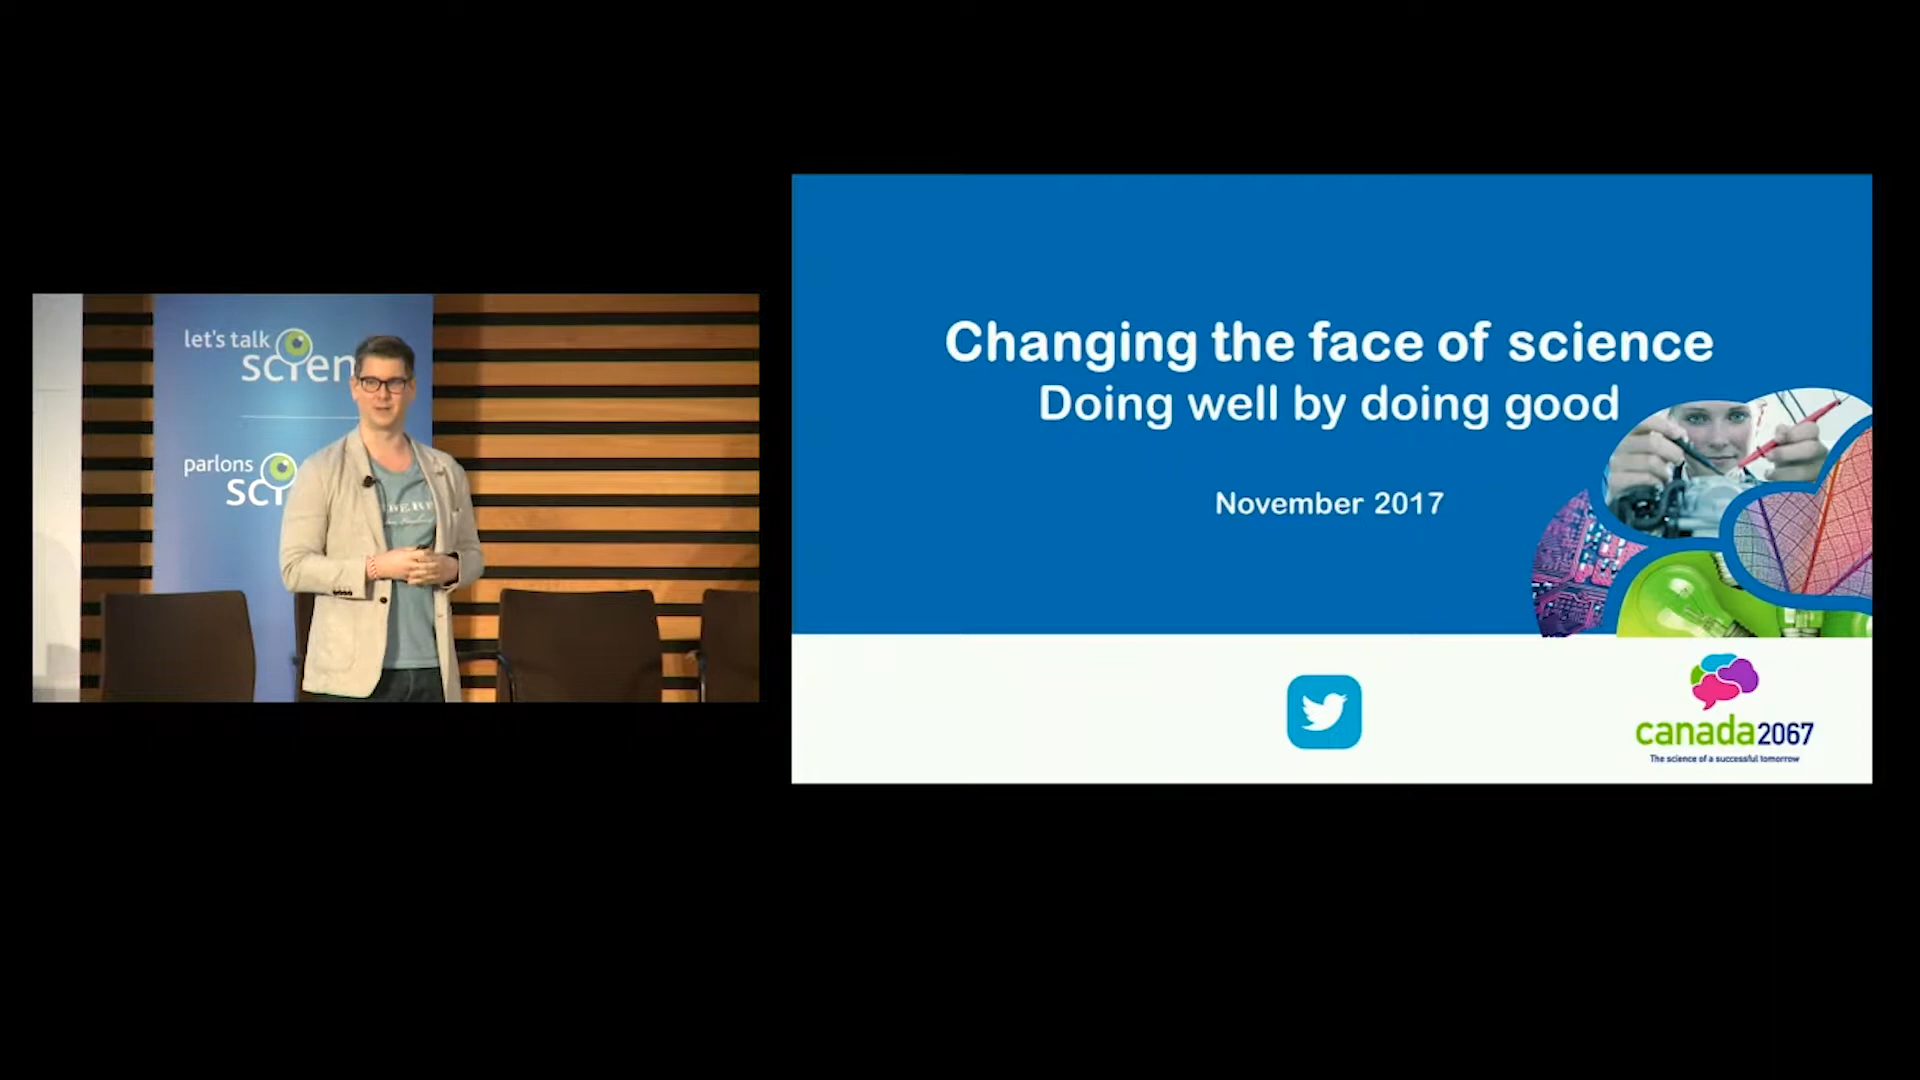 let's talk
scien
parlons
sci
Changing the face of science
Doing well by doing good
November 2017
canada2067
The science of a successful tomorrow